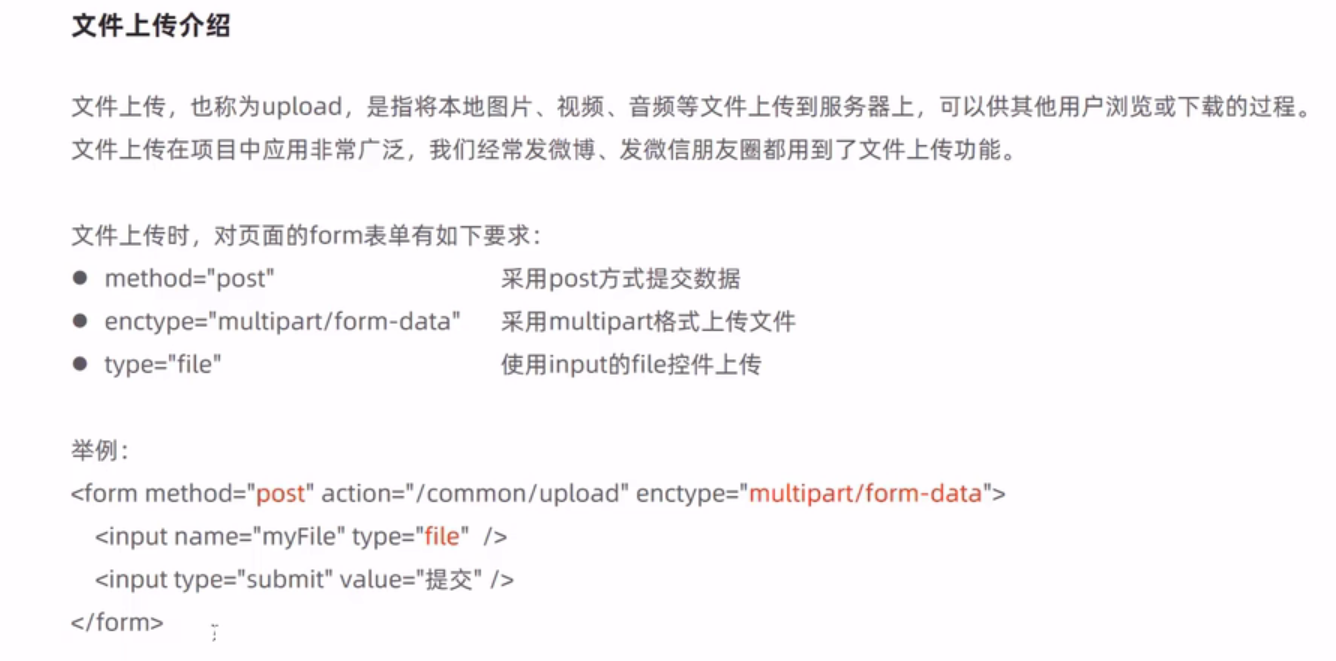 文件上传介绍
文件上传，也称为upload，是指将本地图片、视频、音频等文件上传到服务器上，可以供其他用户浏览或下载的过程。
文件上传在项目中应用非常广泛，我们经常发微博、发微信朋友圈都用到了文件上传功能。
文件上传时，对页面的form表单有如下要求：
● method="post" 采用post方式提交数据
● enctype="multipart/form-data" 采用multipart格式上传文件
● type="file" 使用input的file控件上传
举例：
<form method="post" action="/common/upload" enctype="multipart/form-data">
<input name="myFile" type="file" />
<input type="submit" value="提交" />
</form>